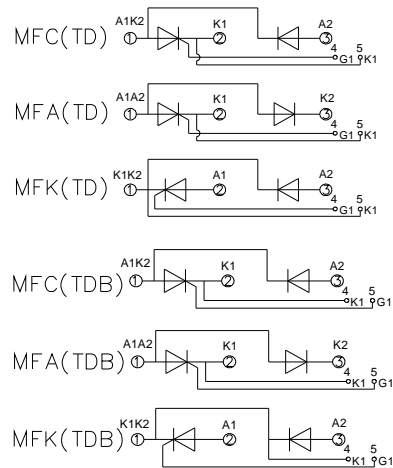 MFC(TD) A1K2 1 K1 2 A2 3 4 G1 5 K1
MFA(TD) A1A2 1 K1 2 K2 3 4 G1 5 K1
MFK(TD) K1K2 1 A1 2 A2 3 4 G1 5 K1
MFC(TDB) A1K2 1 K1 2 A2 3 4 K1 5 G1
MFA(TDB) A1A2 1 K1 2 K2 3 4 K1 5 G1
MFK(TDB) K1K2 1 A1 2 A2 3 4 K1 5 G1